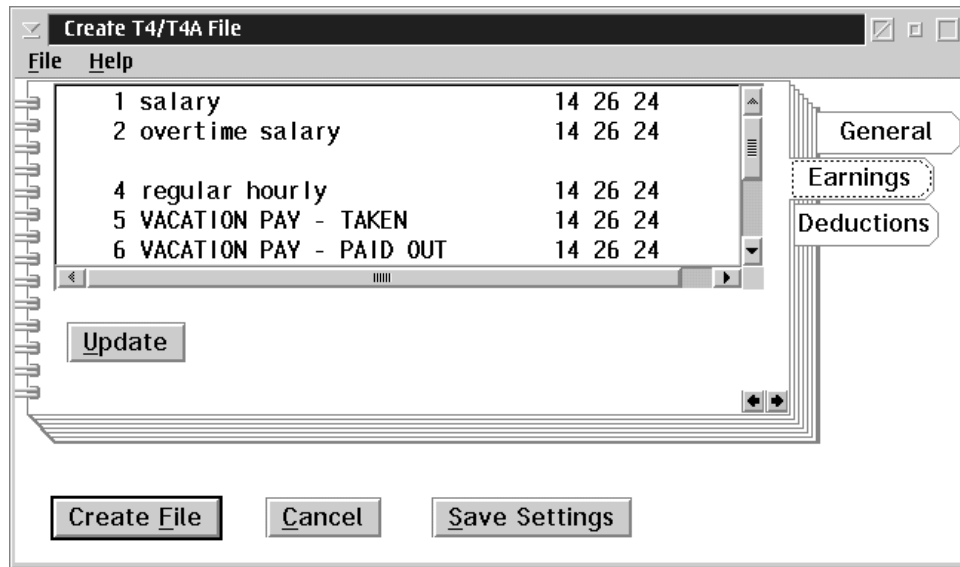 Create T4/T4A File
File Help
1 salary 14 26 24
2 overtime salary 14 26 24
4 regular hourly 14 26 24
5 VACATION PAY - TAKEN 14 26 24
6 VACATION PAY - PAID OUT 14 26 24
General
Earnings
Deductions
Update
Create File Cancel Save Settings